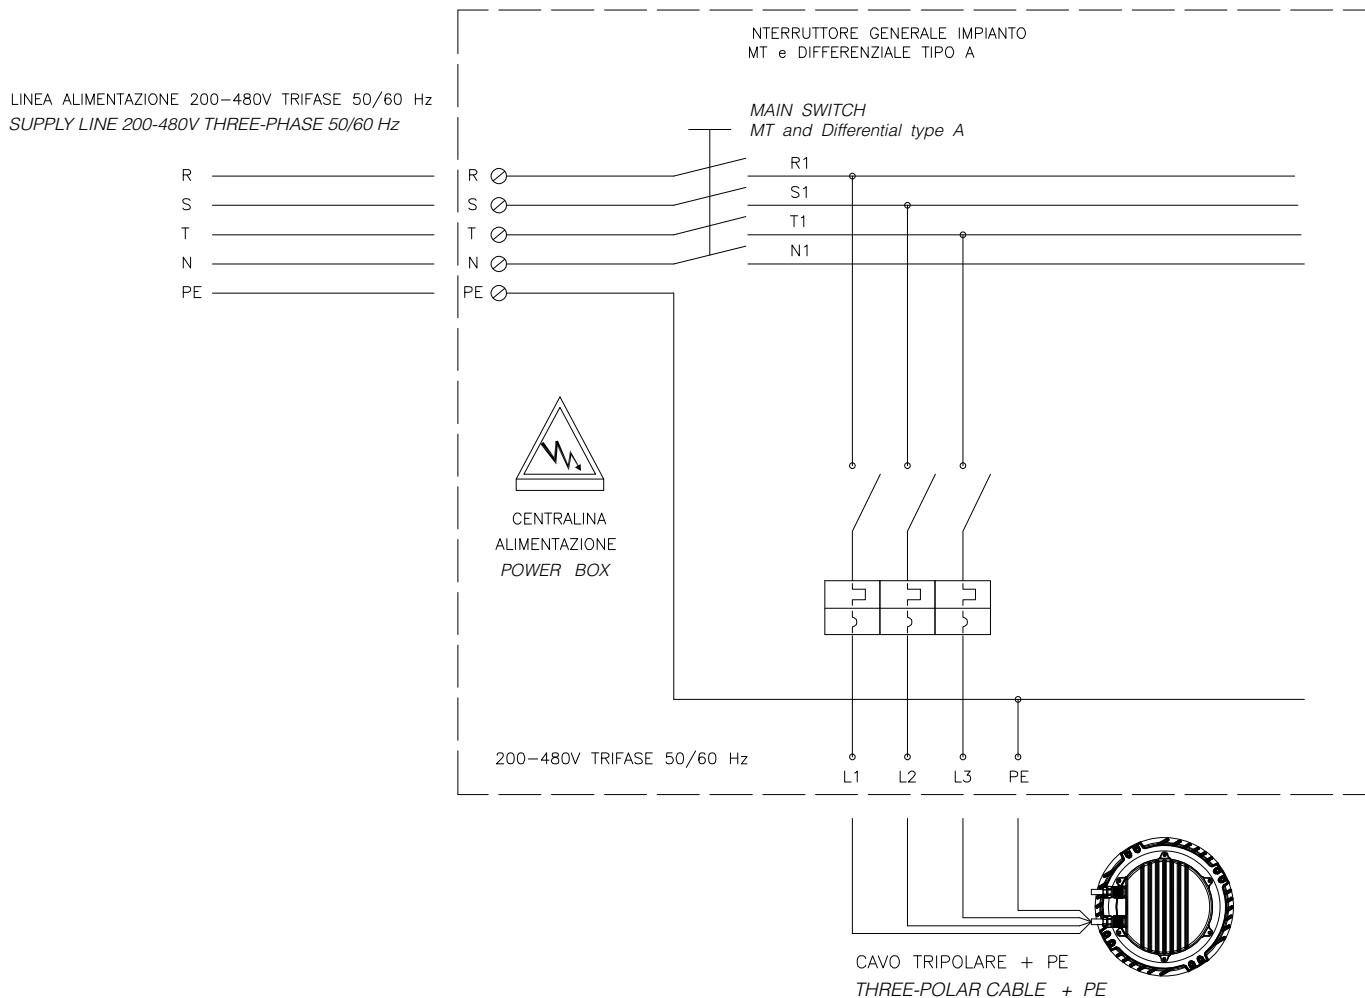 NTERRUTTORE GENERALE IMPIANTO
MT e DIFFERENZIALE TIPO A
LINEA ALIMENTAZIONE 200-480V TRIFASE 50/60 Hz
SUPPLY LINE 200-480V THREE-PHASE 50/60 Hz
MAIN SWITCH
MT and Differential type A
R R R1
S S S1
T T T1
N N N1
PE PE
CENTRALINA
ALIMENTAZIONE
POWER BOX
200-480V TRIFASE 50/60 Hz
L1 L2 L3 PE
CAVO TRIPOLARE + PE
THREE-POLAR CABLE + PE